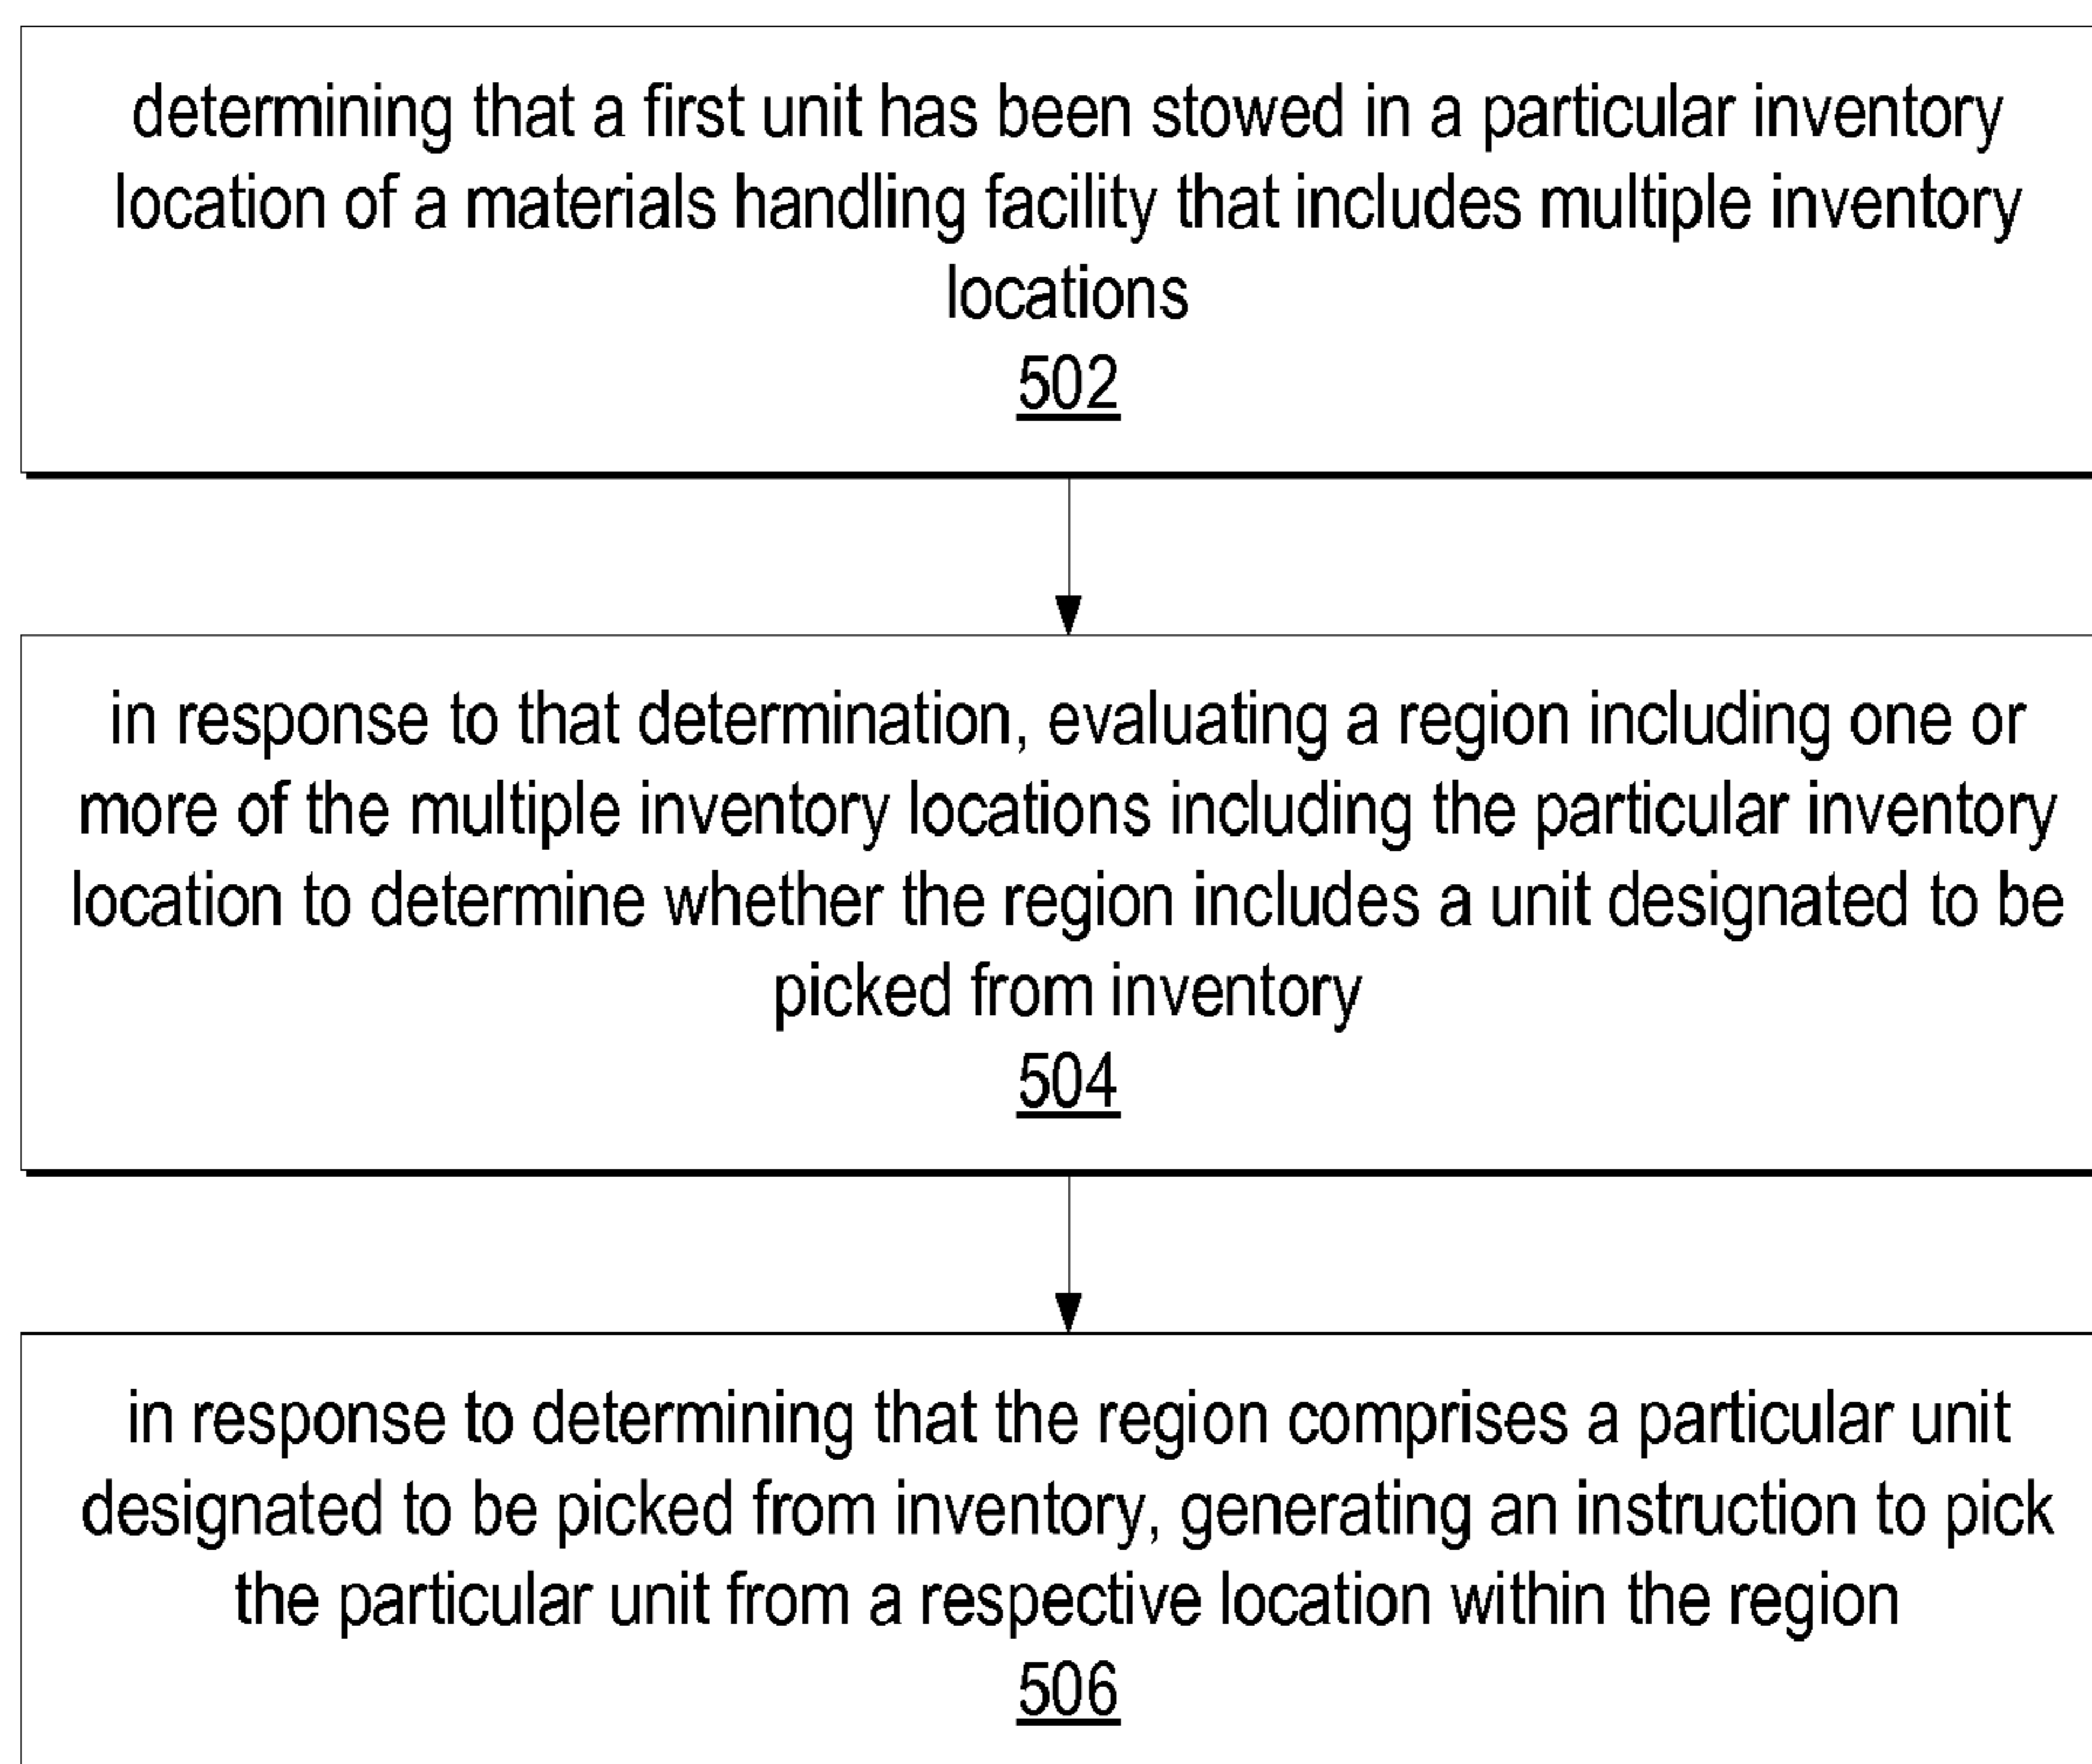 determining that a first unit has been stowed in a particular inventory
location of a materials handling facility that includes multiple inventory
locations
502
in response to that determination, evaluating a region including one or
more of the multiple inventory locations including the particular inventory
location to determine whether the region includes a unit designated to be
picked from inventory
504
in response to determining that the region comprises a particular unit
designated to be picked from inventory, generating an instruction to pick
the particular unit from a respective location within the region
506